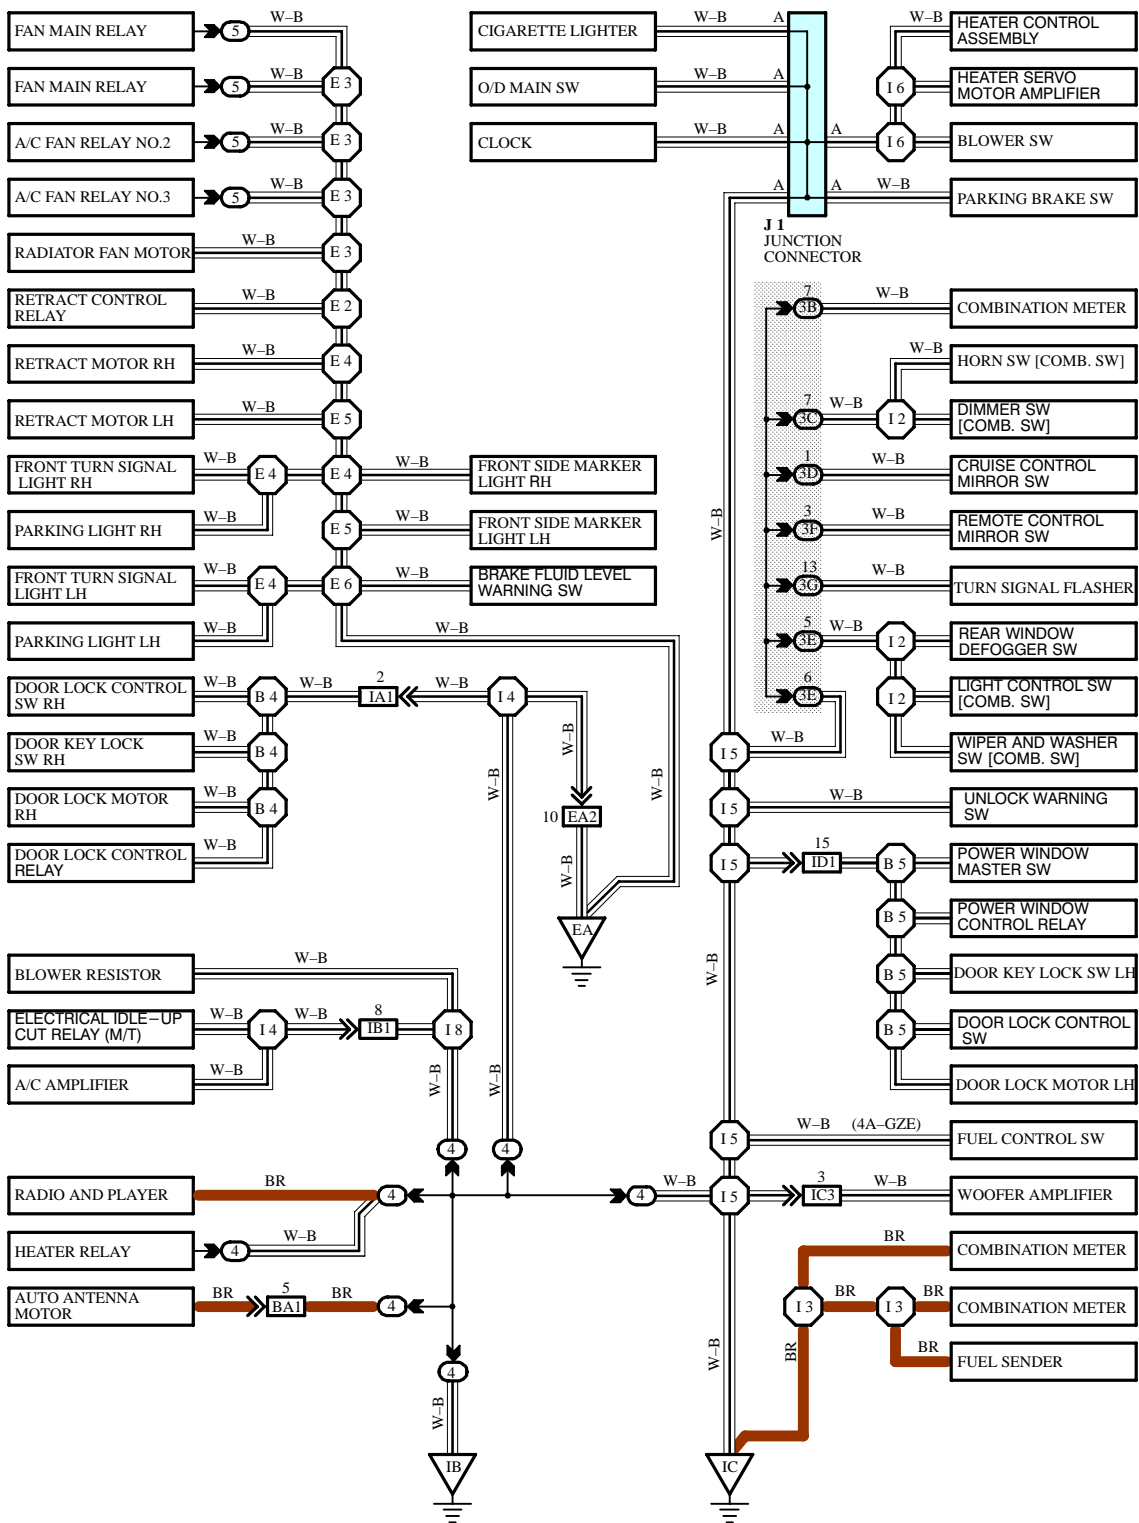 FAN MAIN RELAY
5
W–B
FAN MAIN RELAY
5
W–B
E 3
A/C FAN RELAY NO.2
5
W–B
E 3
A/C FAN RELAY NO.3
5
W–B
E 3
RADIATOR FAN MOTOR
W–B
E 3
RETRACT CONTROL
RELAY
W–B
E 2
RETRACT MOTOR RH
W–B
E 4
RETRACT MOTOR LH
W–B
E 5
FRONT TURN SIGNAL
LIGHT RH
W–B
E 4
E 4
W–B
FRONT SIDE MARKER
LIGHT RH
PARKING LIGHT RH
W–B
E 5
W–B
FRONT SIDE MARKER
LIGHT LH
FRONT TURN SIGNAL
LIGHT LH
W–B
E 4
E 6
W–B
BRAKE FLUID LEVEL
WARNING SW
PARKING LIGHT LH
W–B
W–B
DOOR LOCK CONTROL
SW RH
W–B
B 4
W–B
2
IA1
W–B
I 4
DOOR KEY LOCK
SW RH
W–B
B 4
W–B
W–B
W–B
DOOR LOCK MOTOR
RH
W–B
B 4
10
EA2
DOOR LOCK CONTROL
RELAY
W–B
W–B
EA
BLOWER RESISTOR
W–B
ELECTRICAL IDLE–UP
CUT RELAY (M/T)
W–B
I 4
W–B
8
IB1
I 8
A/C AMPLIFIER
W–B
W–B
W–B
4
4
RADIO AND PLAYER
BR
4
4
W–B
HEATER RELAY
4
W–B
AUTO ANTENNA
MOTOR
BR
5
BA1
BR
4
4
W–B
IB
CIGARETTE LIGHTER
W–B
A
O/D MAIN SW
W–B
A
CLOCK
W–B
A
A
A
A
J 1
JUNCTION
CONNECTOR
W–B
HEATER CONTROL
ASSEMBLY
I 6
HEATER SERVO
MOTOR AMPLIFIER
I 6
BLOWER SW
W–B
PARKING BRAKE SW
7
3B
W–B
COMBINATION METER
W–B
HORN SW [COMB. SW]
7
3C
W–B
I 2
DIMMER SW
[COMB. SW]
1
3D
W–B
CRUISE CONTROL
MIRROR SW
W–B
3
3F
W–B
REMOTE CONTROL
MIRROR SW
13
3G
W–B
TURN SIGNAL FLASHER
5
3E
W–B
I 2
REAR WINDOW
DEFOGGER SW
6
3E
I 2
LIGHT CONTROL SW
[COMB. SW]
I 5
W–B
WIPER AND WASHER
SW [COMB. SW]
I 5
W–B
UNLOCK WARNING
SW
I 5
15
ID1
B 5
POWER WINDOW
MASTER SW
B 5
POWER WINDOW
CONTROL RELAY
W–B
B 5
DOOR KEY LOCK SW LH
B 5
DOOR LOCK CONTROL
SW
DOOR LOCK MOTOR LH
I 5
W–B
(4A–GZE)
FUEL CONTROL SW
I 5
3
IC3
W–B
WOOFER AMPLIFIER
BR
COMBINATION METER
I 3
BR
I 3
BR
COMBINATION METER
W–B
BR
BR
FUEL SENDER
IC